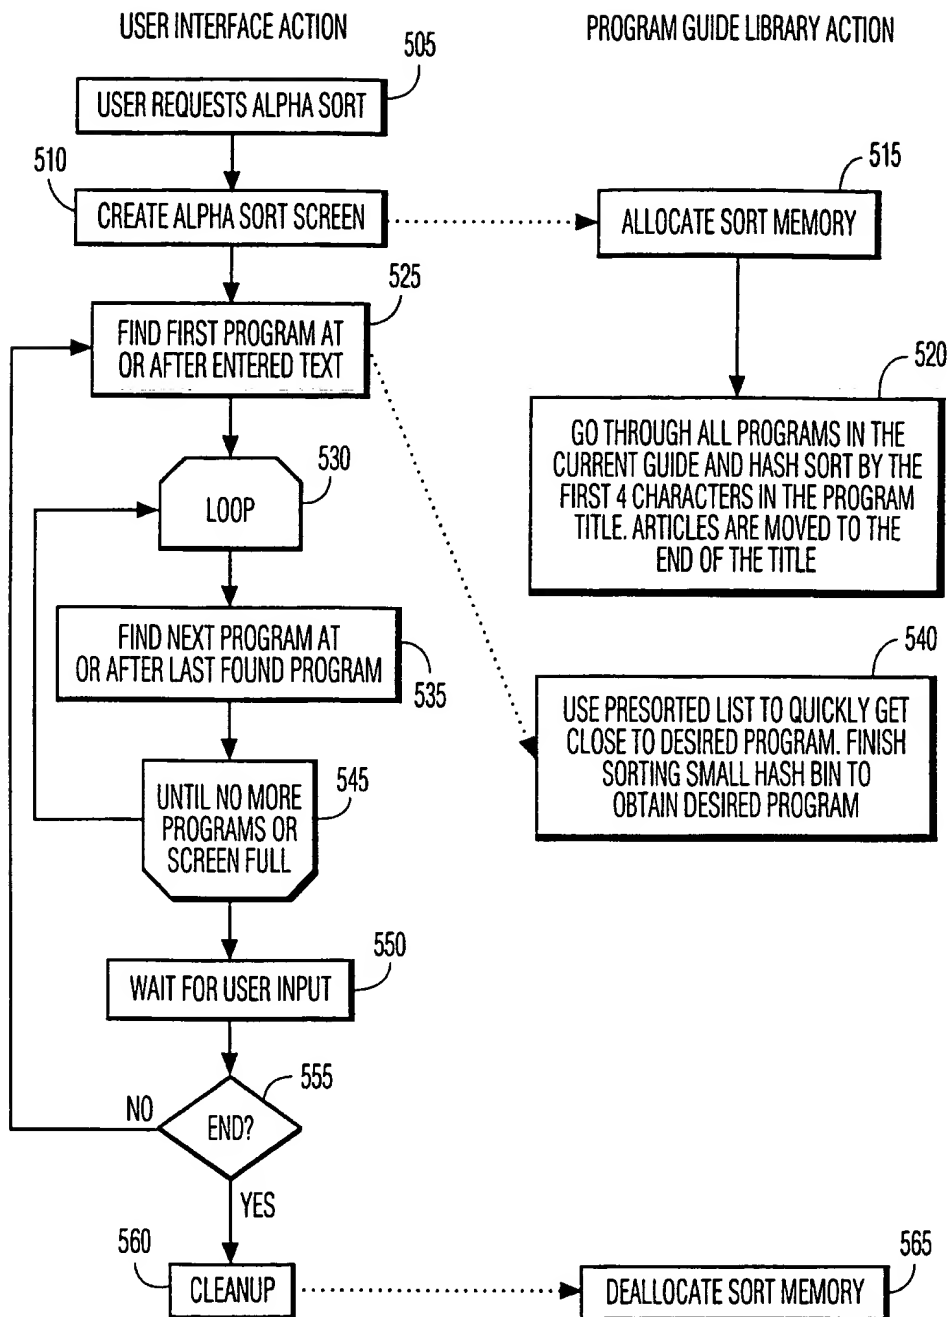 USER INTERFACE ACTION
PROGRAM GUIDE LIBRARY ACTION
505
USER REQUESTS ALPHA SORT
510
CREATE ALPHA SORT SCREEN
515
ALLOCATE SORT MEMORY
525
FIND FIRST PROGRAM AT
OR AFTER ENTERED TEXT
520
GO THROUGH ALL PROGRAMS IN THE
CURRENT GUIDE AND HASH SORT BY THE
FIRST 4 CHARACTERS IN THE PROGRAM
TITLE. ARTICLES ARE MOVED TO THE
END OF THE TITLE
530
LOOP
FIND NEXT PROGRAM AT
OR AFTER LAST FOUND PROGRAM
535
540
USE PRESORTED LIST TO QUICKLY GET
CLOSE TO DESIRED PROGRAM. FINISH
SORTING SMALL HASH BIN TO
OBTAIN DESIRED PROGRAM
545
UNTIL NO MORE
PROGRAMS OR
SCREEN FULL
550
WAIT FOR USER INPUT
555
NO
END?
YES
560
CLEANUP
565
DEALLOCATE SORT MEMORY